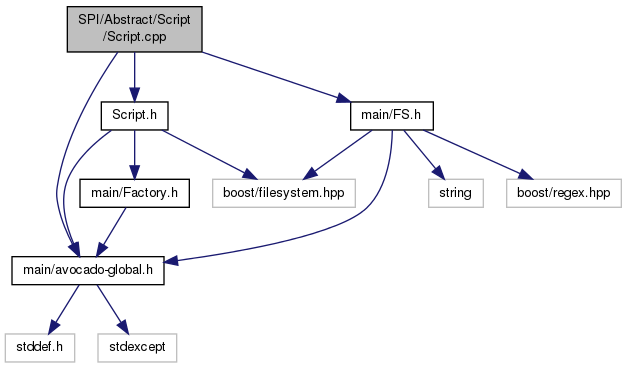 SPI/Abstract/Script
/Script.cpp
Script.h
main/FS.h
main/Factory.h
boost/filesystem.hpp
string
boost/regex.hpp
main/avocado-global.h
stddef.h
stdexcept